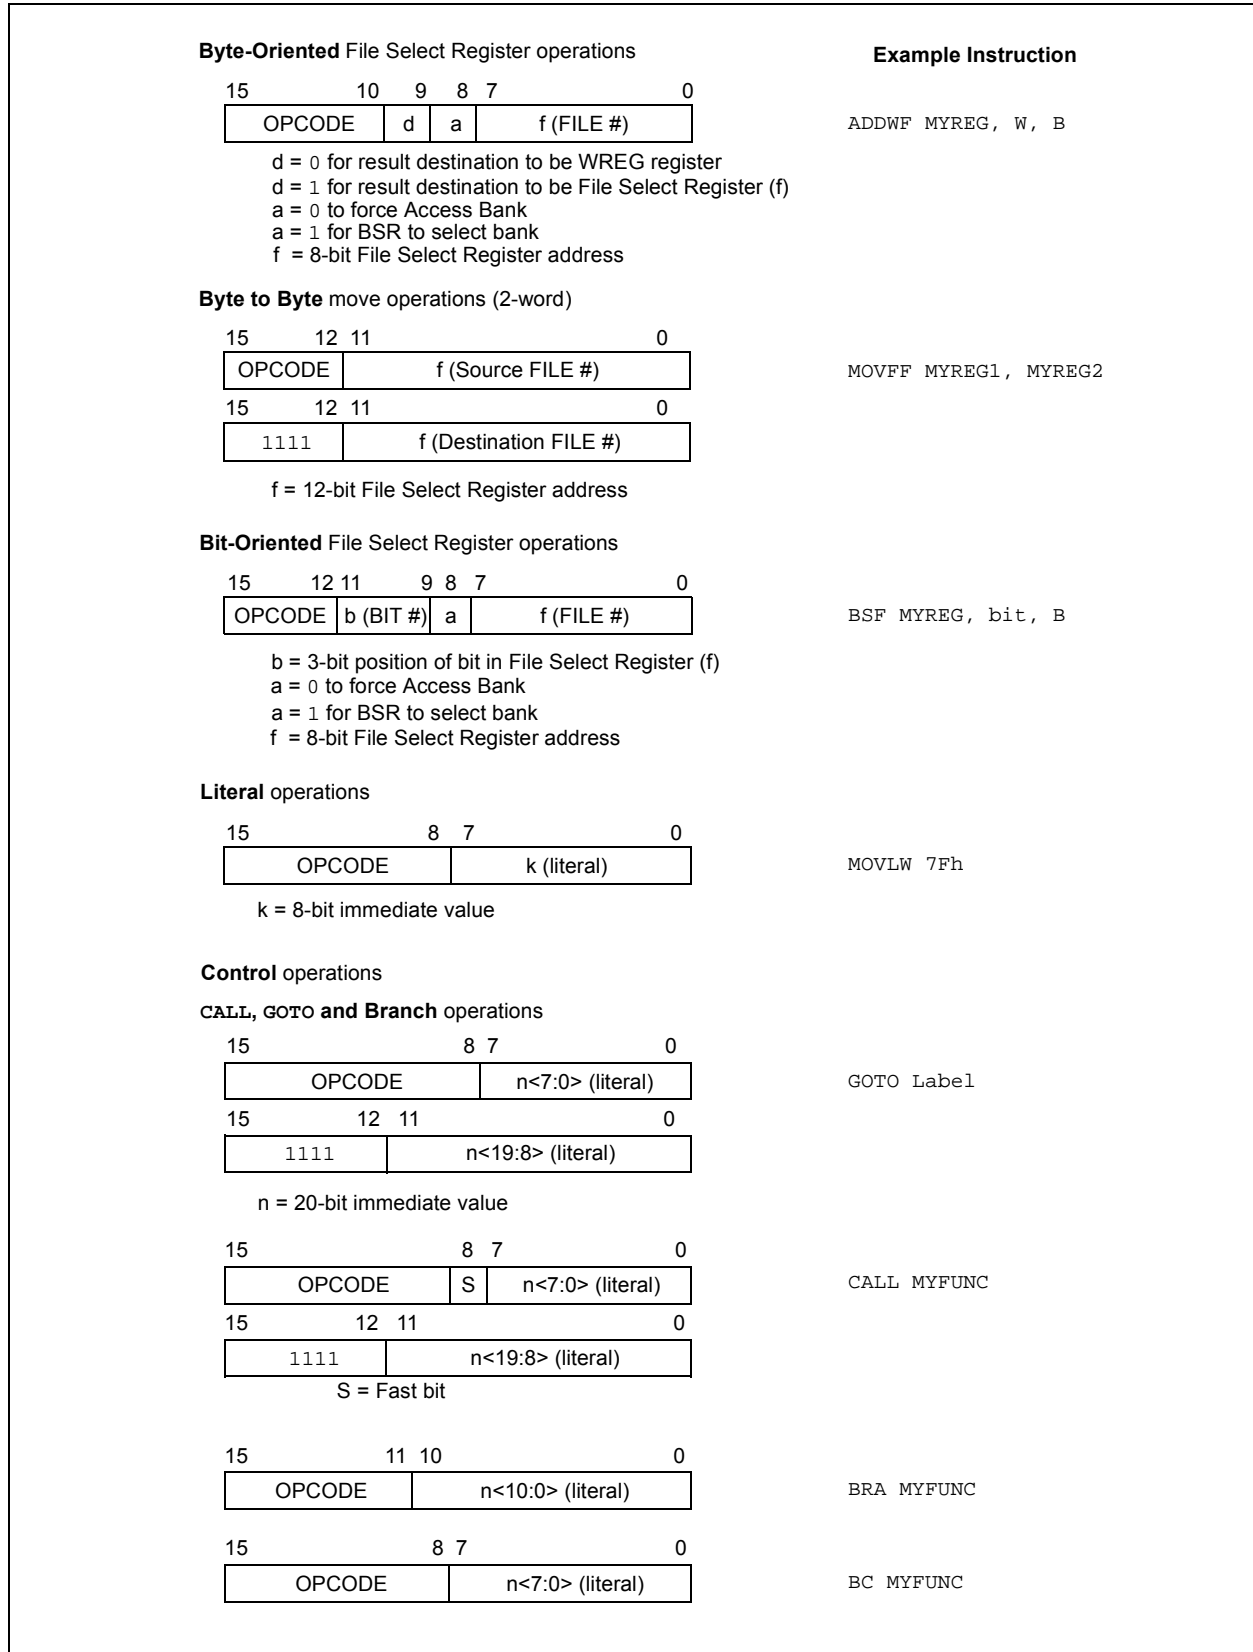 Byte-Oriented File Select Register operations
Example Instruction
15 10 9 8 7 0
OPCODE d a f (FILE #)
ADDWF MYREG, W, B
d = 0 for result destination to be WREG register
d = 1 for result destination to be File Select Register (f)
a = 0 to force Access Bank
a = 1 for BSR to select bank
f = 8-bit File Select Register address
Byte to Byte move operations (2-word)
15 12 11 0
OPCODE f (Source FILE #)
MOVFF MYREG1, MYREG2
15 12 11 0
1111 f (Destination FILE #)
f = 12-bit File Select Register address
Bit-Oriented File Select Register operations
15 12 11 9 8 7 0
OPCODE b (BIT #) a f (FILE #)
BSF MYREG, bit, B
b = 3-bit position of bit in File Select Register (f)
a = 0 to force Access Bank
a = 1 for BSR to select bank
f = 8-bit File Select Register address
Literal operations
15 8 7 0
OPCODE k (literal)
MOVLW 7Fh
k = 8-bit immediate value
Control operations
CALL, GOTO and Branch operations
15 8 7 0
OPCODE n<7:0> (literal)
GOTO Label
15 12 11 0
1111 n<19:8> (literal)
n = 20-bit immediate value
15 8 7 0
OPCODE S n<7:0> (literal)
CALL MYFUNC
15 12 11 0
1111 n<19:8> (literal)
S = Fast bit
15 11 10 0
OPCODE n<10:0> (literal)
BRA MYFUNC
15 8 7 0
OPCODE n<7:0> (literal)
BC MYFUNC